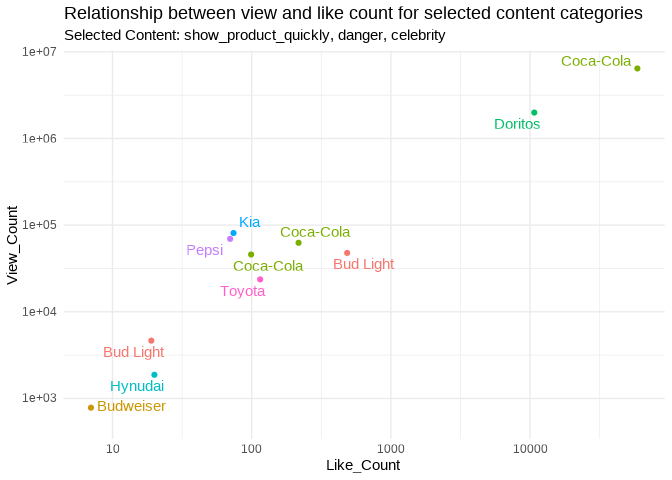 Relationship between view and like count for selected content categories
Selected Content: show_product_quickly, danger, celebrity
1e+07
Coca-Cola
Doritos
1e+06
Kia
1e+05
Coca-Cola
Pepsi
Coca-Cola
Bud Light
Toyota
1e+04
Bud Light
Hynudai
Budweiser
1e+03
View_Count
10
100
1000
10000
Like_Count